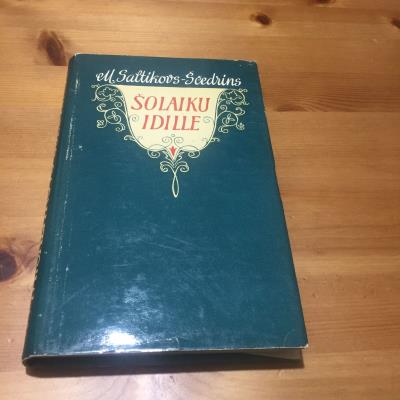 M. Saltikovs-Ščedrins
ŠOLAIKU
IDILLE